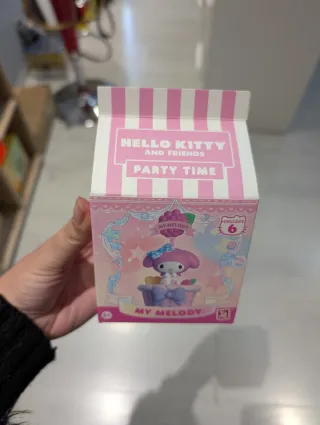 HELLO KITTY
AND FRIENDS
PARTY TIME
6
MY MELODY